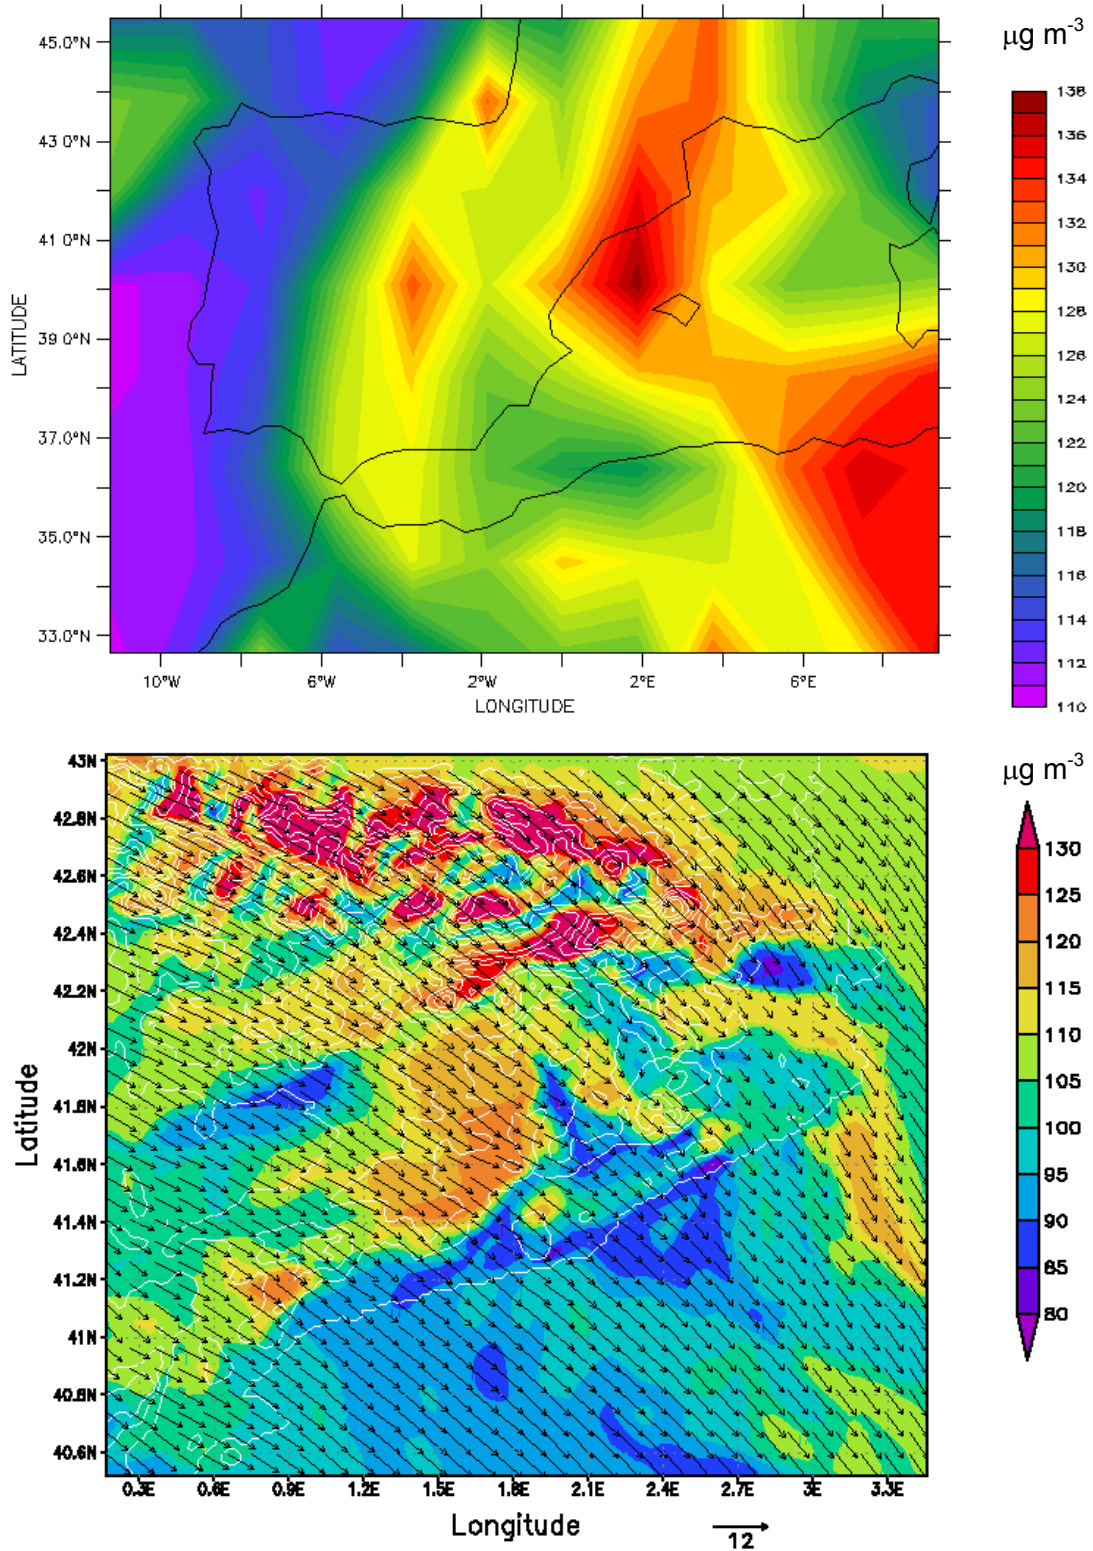 μg m-3
45.0°N
43.0°N
41.0°N
39.0°N
37.0°N
35.0°N
33.0°N
LATITUDE
10°W 6°W 2°W 2°E 6°E
LONGITUDE
138
136
134
132
130
128
126
124
122
120
118
116
114
112
110
μg m-3
43N
42.8N
42.6N
42.4N
42.2N
42N
41.8N
41.6N
41.4N
41.2N
41N
40.8N
40.6N
Latitude
0.3E 0.6E 0.9E 1.2E 1.5E 1.8E 2.1E 2.4E 2.7E 3E 3.3E
Longitude
12
130
125
120
115
110
105
100
95
90
85
80